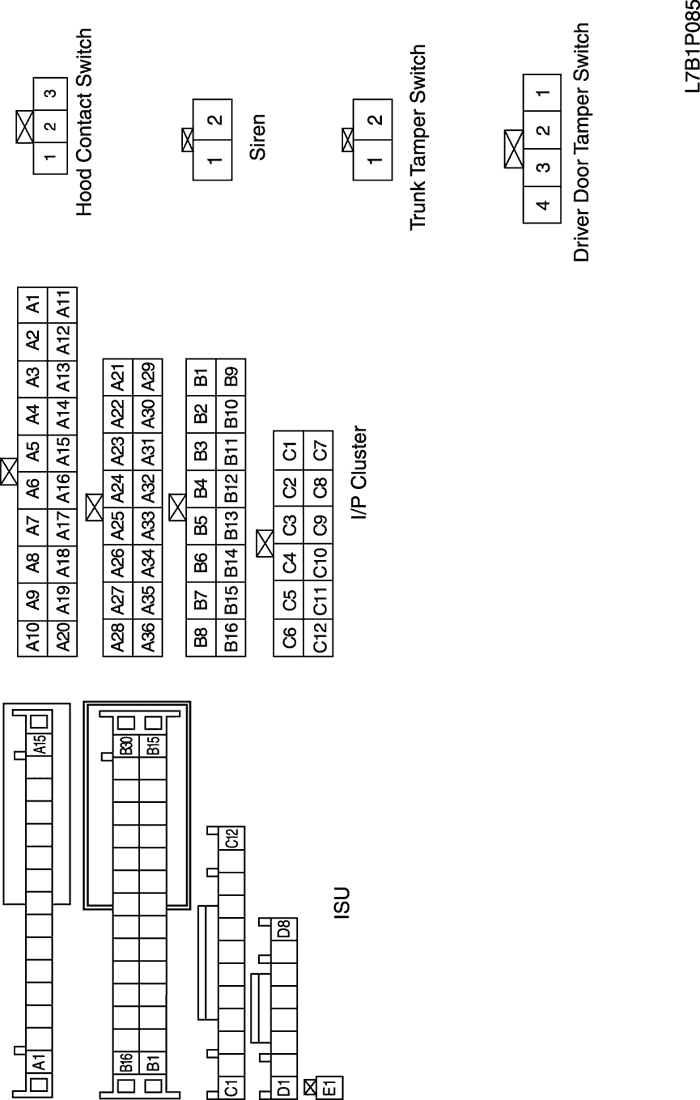 A1 A15
B16 B30
B1 B15
C1 C12
D1 D8
E1
ISU
A10 A9 A8 A7 A6 A5 A4 A3 A2 A1
A20 A19 A18 A17 A16 A15 A14 A13 A12 A11
A28 A27 A26 A25 A24 A23 A22 A21
A36 A35 A34 A33 A32 A31 A30 A29
B8 B7 B6 B5 B4 B3 B2 B1
B16 B15 B14 B13 B12 B11 B10 B9
C6 C5 C4 C3 C2 C1
C12 C11 C10 C9 C8 C7
I/P Cluster
1 2 3
Hood Contact Switch
1 2
Siren
1 2
Trunk Tamper Switch
4 3 2 1
Driver Door Tamper Switch
L7B1P085